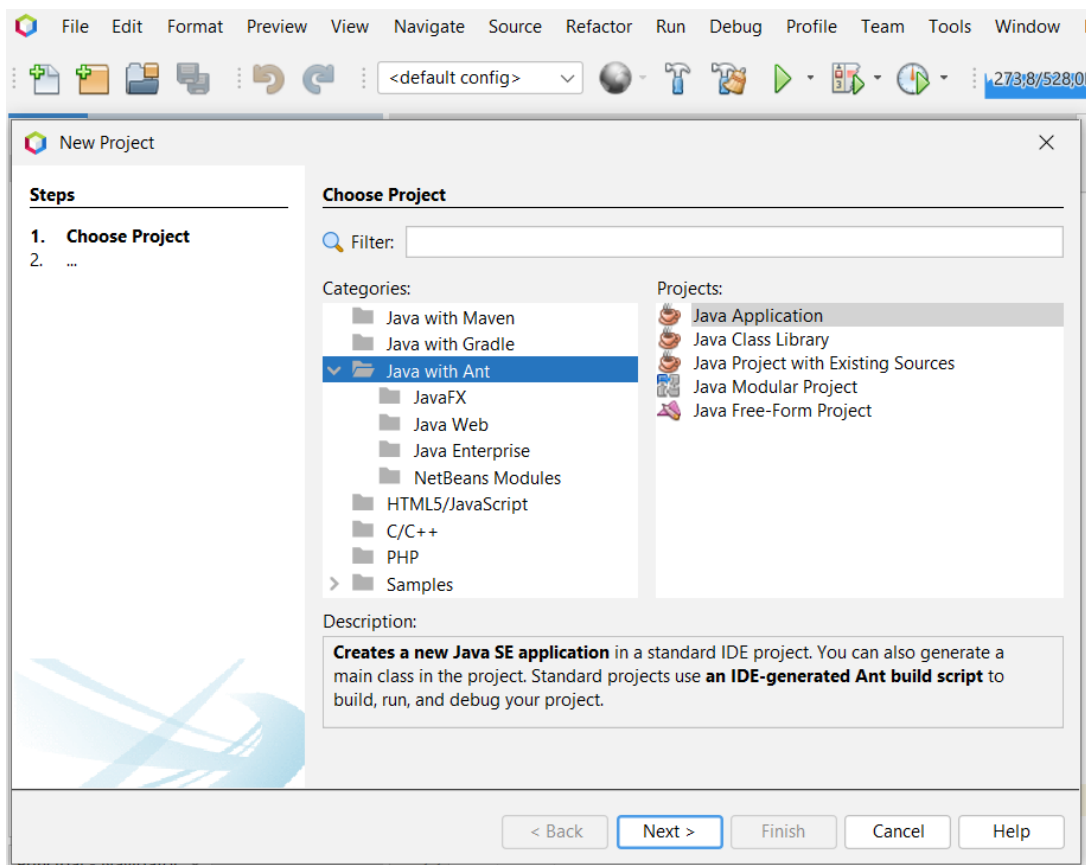 File Edit Format Preview View Navigate Source Refactor Run Debug Profile Team Tools Window
<default config>
273,8/528,0
New Project
Steps
1. Choose Project
2. ...
Choose Project
Filter:
Categories:
Java with Maven
Java with Gradle
Java with Ant
JavaFX
Java Web
Java Enterprise
NetBeans Modules
HTML5/JavaScript
C/C++
PHP
Samples
Projects:
Java Application
Java Class Library
Java Project with Existing Sources
Java Modular Project
Java Free-Form Project
Description:
Creates a new Java SE application in a standard IDE project. You can also generate a
main class in the project. Standard projects use an IDE-generated Ant build script to
build, run, and debug your project.
< Back Next > Finish Cancel Help